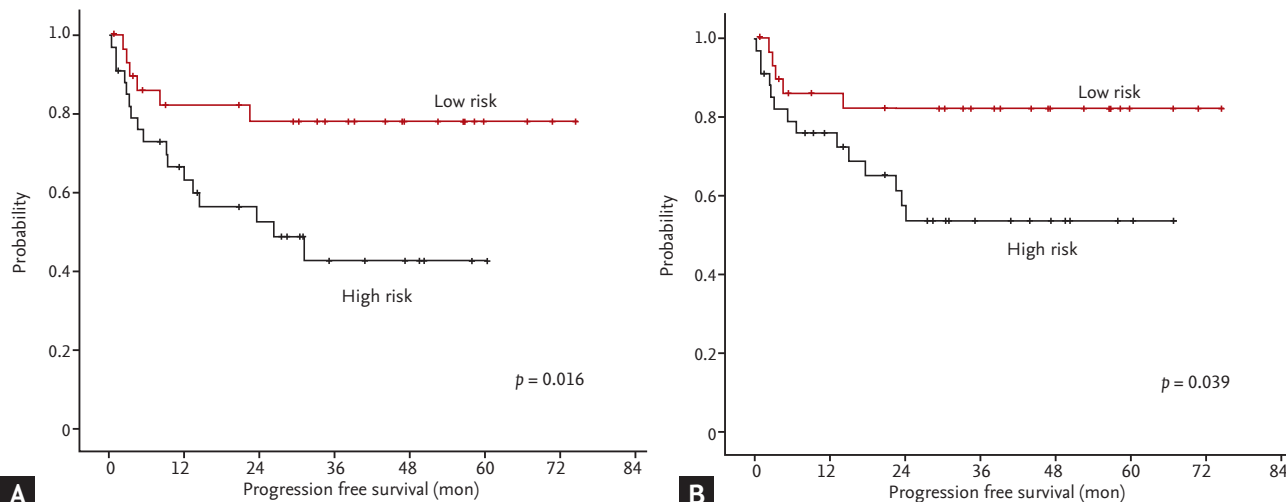 1.0
0.8
0.6
0.4
0.2
0
Probability
Low risk
High risk
p = 0.016
0 12 24 36 48 60 72 84
Progression free survival (mon)
A
1.0
0.8
0.6
0.4
0.2
0
Probability
Low risk
High risk
p = 0.039
0 12 24 36 48 60 72 84
Progression free survival (mon)
B